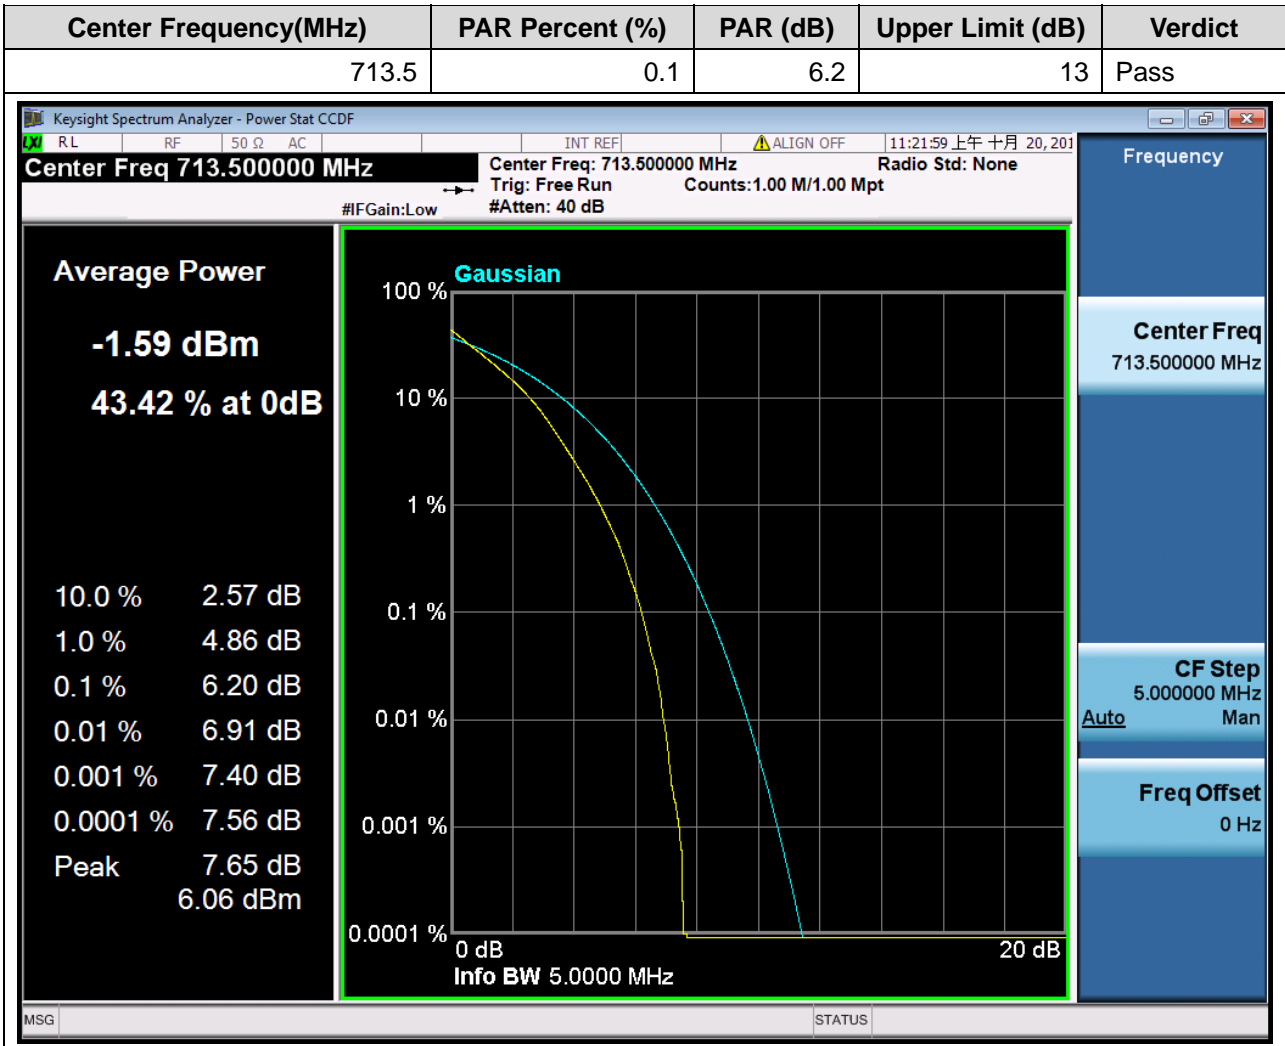 Center Frequency(MHz) PAR Percent (%) PAR (dB) Upper Limit (dB) Verdict
713.5 0.1 6.2 13 Pass
Keysight Spectrum Analyzer - Power Stat CCDF
LXI RL RF 50 Ω AC INT REF ALIGN OFF 11:21:59 上午 十月 20, 201
Center Freq 713.500000 MHz
Center Freq: 713.500000 MHz Radio Std: None
Trig: Free Run Counts:1.00 M/1.00 Mpt
#IFGain:Low #Atten: 40 dB
Average Power
-1.59 dBm
43.42 % at 0dB
10.0 % 2.57 dB
1.0 % 4.86 dB
0.1 % 6.20 dB
0.01 % 6.91 dB
0.001 % 7.40 dB
0.0001 % 7.56 dB
Peak 7.65 dB
6.06 dBm
Gaussian
100 %
10 %
1 %
0.1 %
0.01 %
0.001 %
0.0001 %
0 dB 20 dB
Info BW 5.0000 MHz
Frequency
Center Freq
713.500000 MHz
CF Step
5.000000 MHz
Auto Man
Freq Offset
0 Hz
MSG STATUS